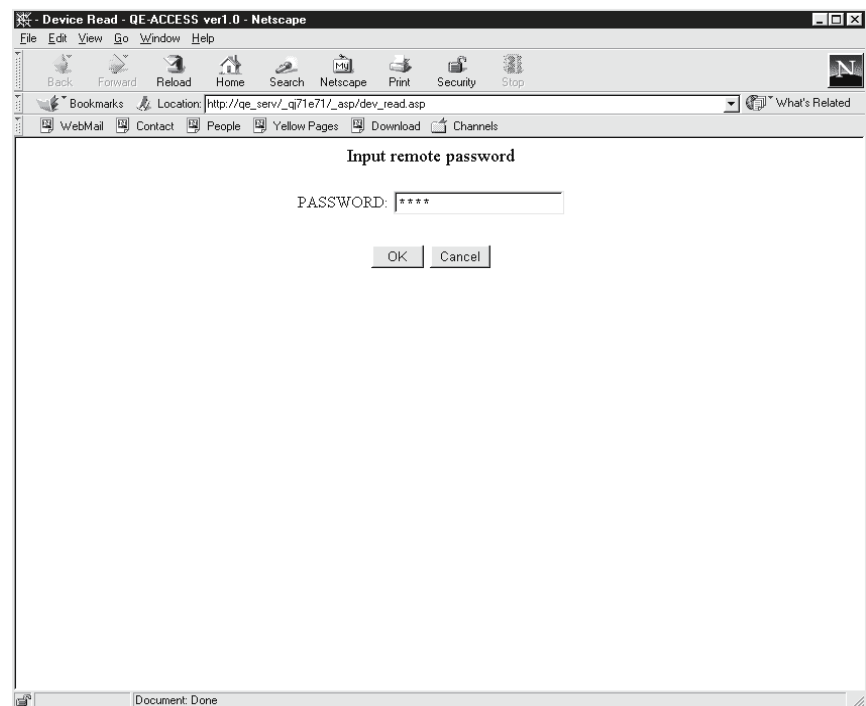 - Device Read - QE-ACCESS ver1.0 - Netscape
File Edit View Go Window Help
Back Forward Reload Home Search Netscape Print Security Stop
My
N
Bookmarks Location: http://qe_serv/_qj71e71/_asp/dev_read.asp What's Related
WebMail Contact People Yellow Pages Download Channels
Input remote password
PASSWORD: ****
OK Cancel
Document: Done